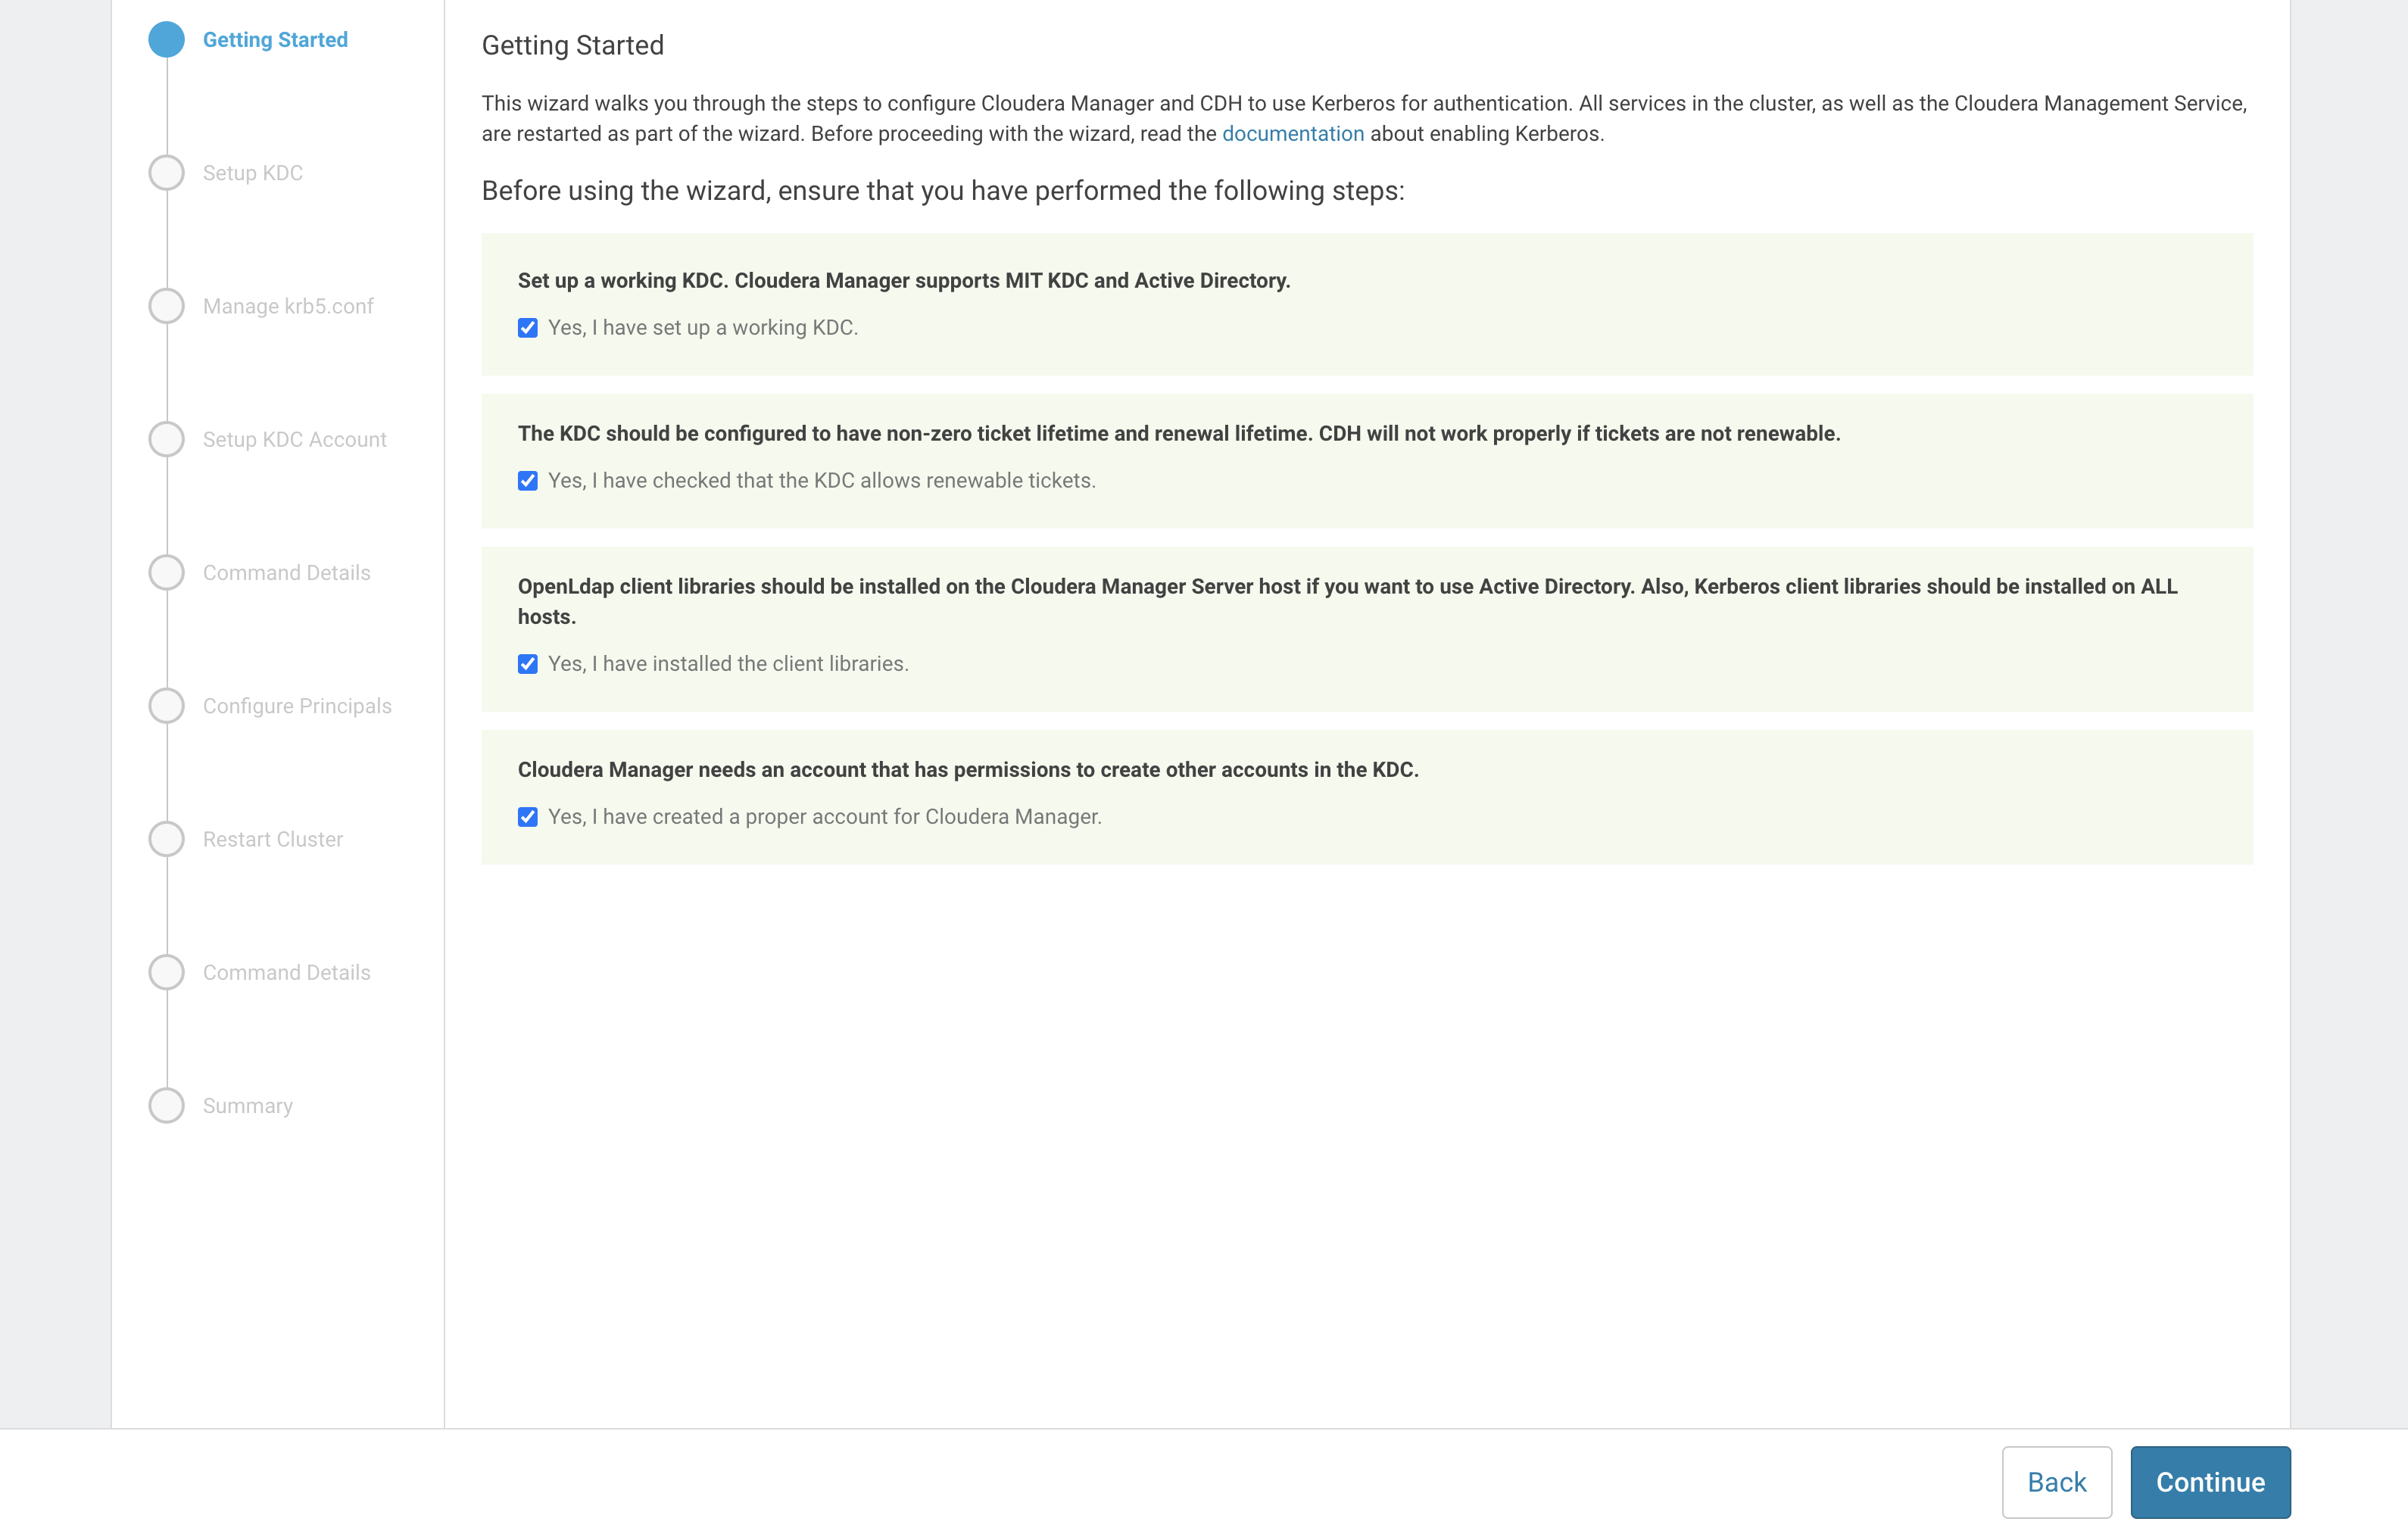 Getting Started
Setup KDC
Manage krb5.conf
Setup KDC Account
Command Details
Configure Principals
Restart Cluster
Command Details
Summary
Getting Started
This wizard walks you through the steps to configure Cloudera Manager and CDH to use Kerberos for authentication. All services in the cluster, as well as the Cloudera Management Service,
are restarted as part of the wizard. Before proceeding with the wizard, read the documentation about enabling Kerberos.
Before using the wizard, ensure that you have performed the following steps:
Set up a working KDC. Cloudera Manager supports MIT KDC and Active Directory.
Yes, I have set up a working KDC.
The KDC should be configured to have non-zero ticket lifetime and renewal lifetime. CDH will not work properly if tickets are not renewable.
Yes, I have checked that the KDC allows renewable tickets.
OpenLdap client libraries should be installed on the Cloudera Manager Server host if you want to use Active Directory. Also, Kerberos client libraries should be installed on ALL
hosts.
Yes, I have installed the client libraries.
Cloudera Manager needs an account that has permissions to create other accounts in the KDC.
Yes, I have created a proper account for Cloudera Manager.
Back
Continue